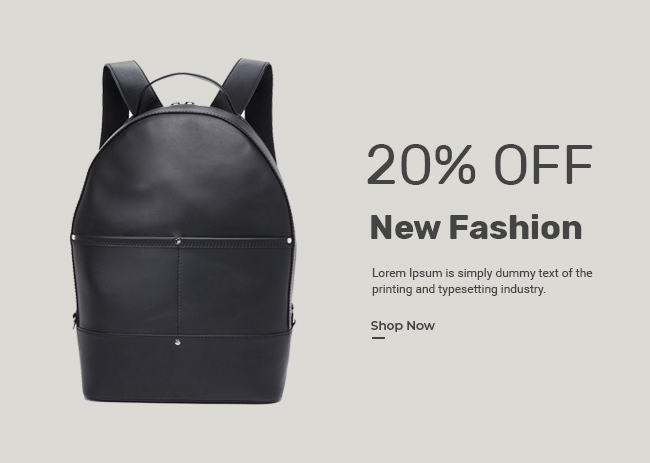 20% OFF
New Fashion
Lorem Ipsum is simply dummy text of the
printing and typesetting industry.
Shop Now